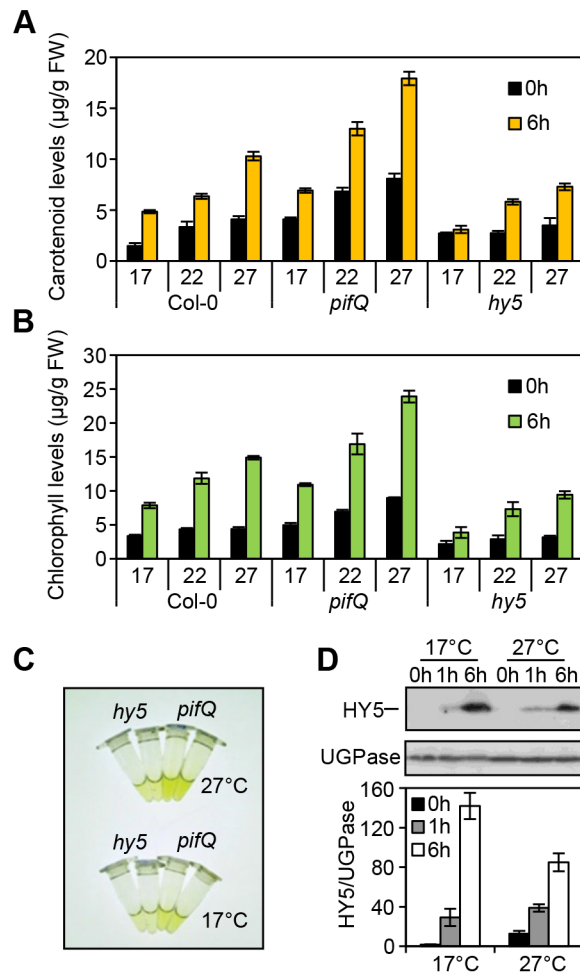 A
Carotenoid levels (µg/g FW)
20
15
10
5
0
0h
6h
17 22 27 17 22 27 17 22 27
Col-0 pifQ hy5
B
Chlorophyll levels (µg/g FW)
30
25
20
15
10
5
0
0h
6h
17 22 27 17 22 27 17 22 27
Col-0 pifQ hy5
C
hy5 pifQ
27°C
hy5 pifQ
17°C
D
17°C 27°C
0h 1h 6h 0h 1h 6h
HY5
UGPase
HY5/UGPase
160
120
80
40
0
0h
1h
6h
17°C 27°C